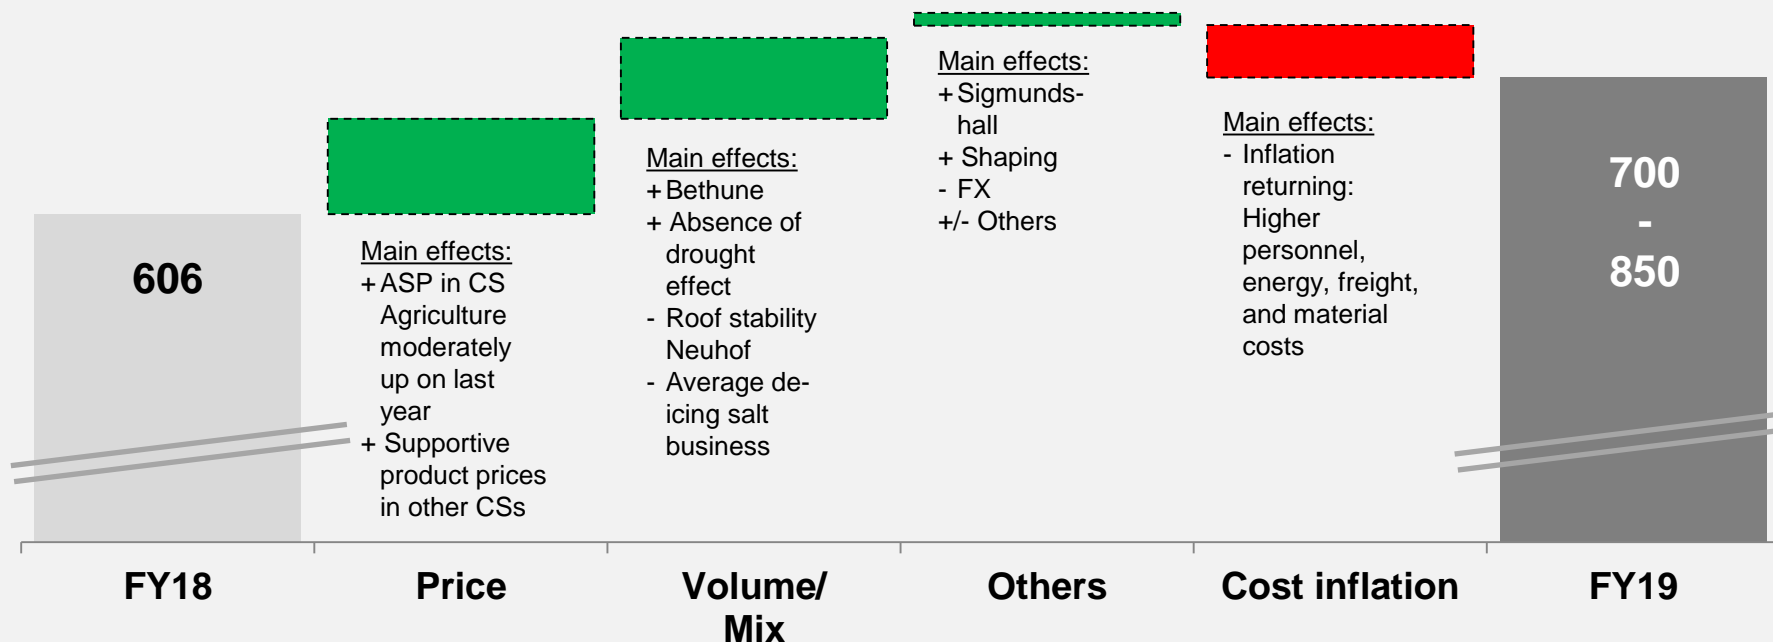 606
Main effects:
+ ASP in CS
Agriculture
moderately
up on last
year
+ Supportive
product prices
in other CSs
Main effects:
+ Bethune
+ Absence of
drought
effect
- Roof stability
Neuhof
- Average de-
icing salt
business
Main effects:
+ Sigmunds-
hall
+ Shaping
- FX
+/- Others
Main effects:
- Inflation
returning:
Higher
personnel,
energy, freight,
and material
costs
700
-
850
FY18
Price
Volume/
Mix
Others
Cost inflation
FY19